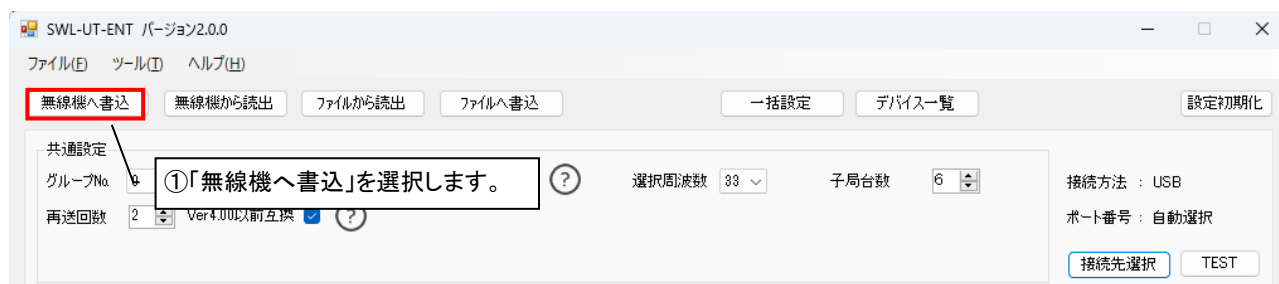 SWL-UT-ENT バージョン2.0.0
ファイル(F) ツール(T) ヘルプ(H)
無線機へ書込 無線機から読出 ファイルから読出 ファイルへ書込 一括設定 デバイス一覧 設定初期化
共通設定
グループNo. 0 ①「無線機へ書込」を選択します。 ? 選択周波数 33 子局台数 6
接続方法 : USB
再送回数 2 Ver4.00以前互換 ?
ポート番号 : 自動選択
接続先選択 TEST